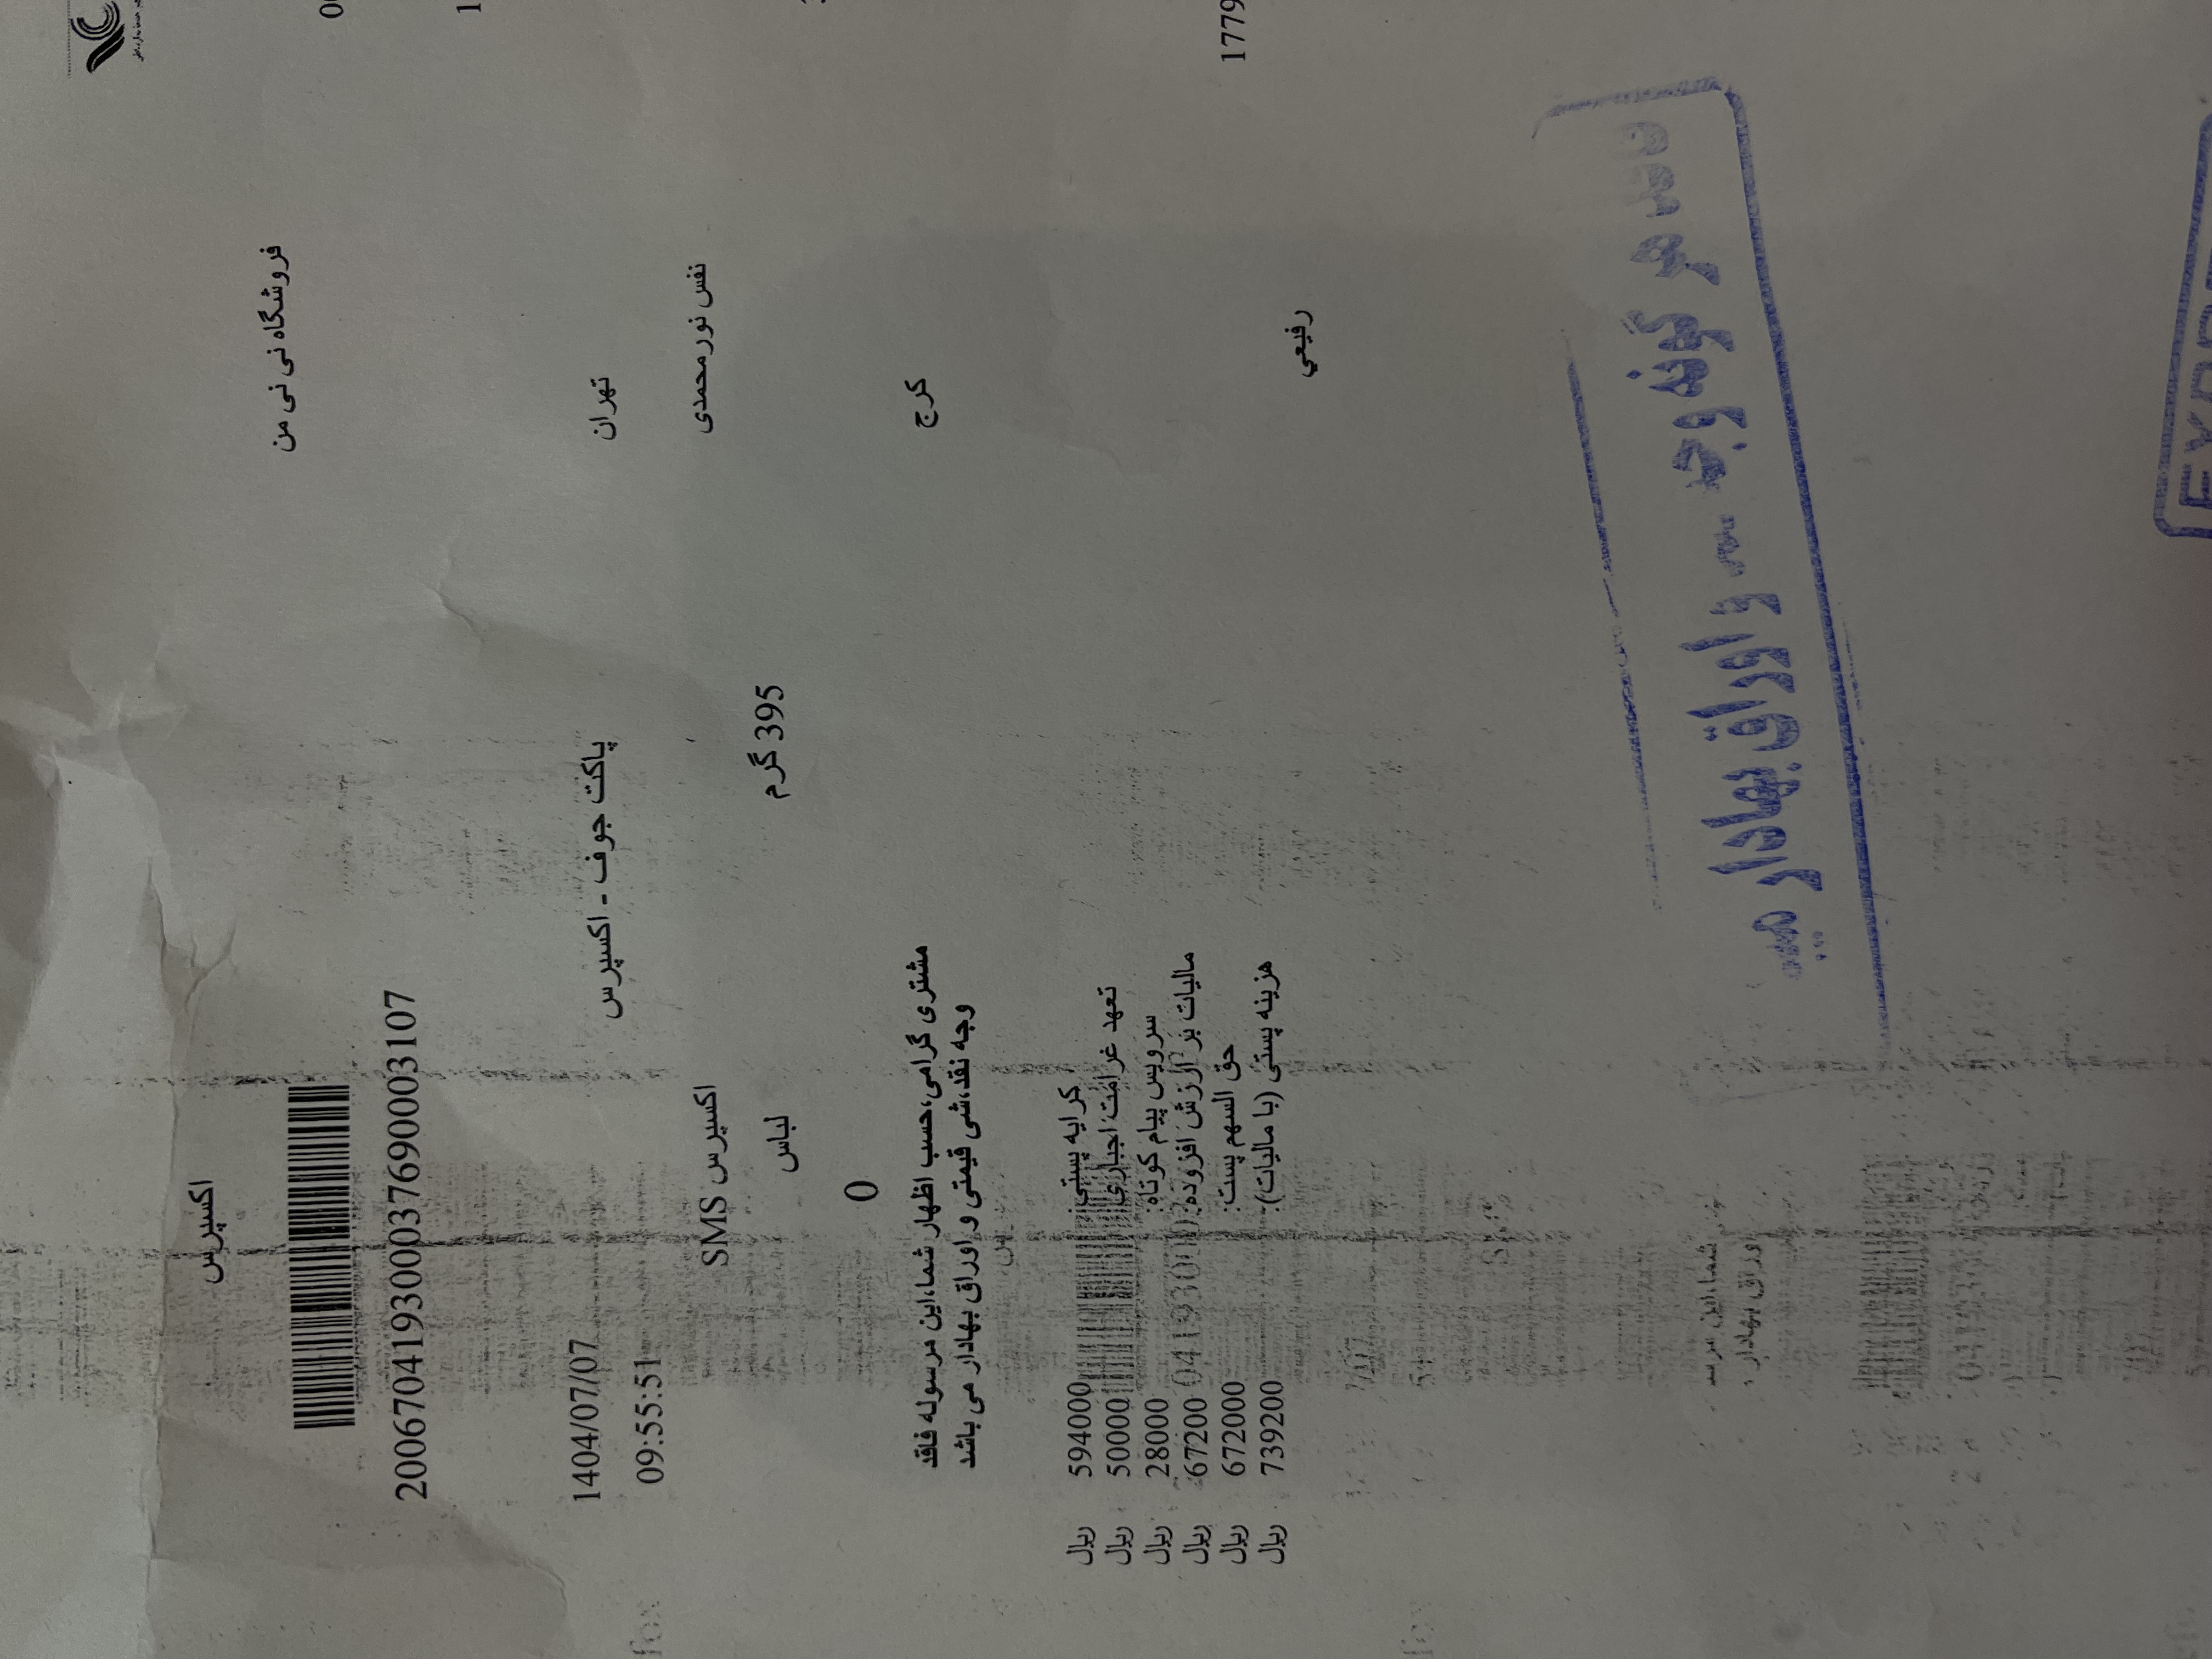 اکسپرس
فروشگاه نی نی من
200670419300037690003107
تهران
پاکت جوف - اکسپرس
1404/07/07
09:55:51
نفس نورمحمدی
اکسپرس SMS
395 گرم
لباس
0
کرج
مشتری گرامی،حسب اظهار شما،این مرسوله فاقد
وجه نقد،شی قیمتی و اوراق بهادار می باشد
کرایه پستی: 594000 ریال
تعهد غرامت اجباری: 50000 ریال
سرویس پیام کوتاه: 28000 ریال
مالیات بر ارزش افزوده: 67200 ریال
حق السهم پست: 672000 ریال
هزینه پستی (با مالیات): 739200 ریال
رفیعي
1779
هر گونه وجه و اوراق بهادار